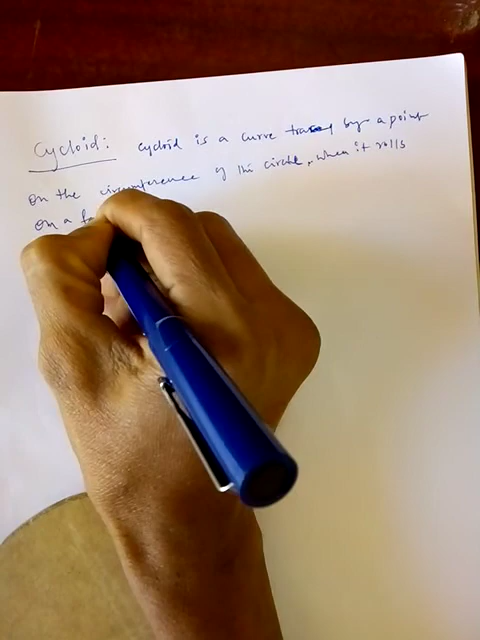 Cycloid: cycloid is a curve traced by a point
on the circumference of the circle, when it rolls
on a